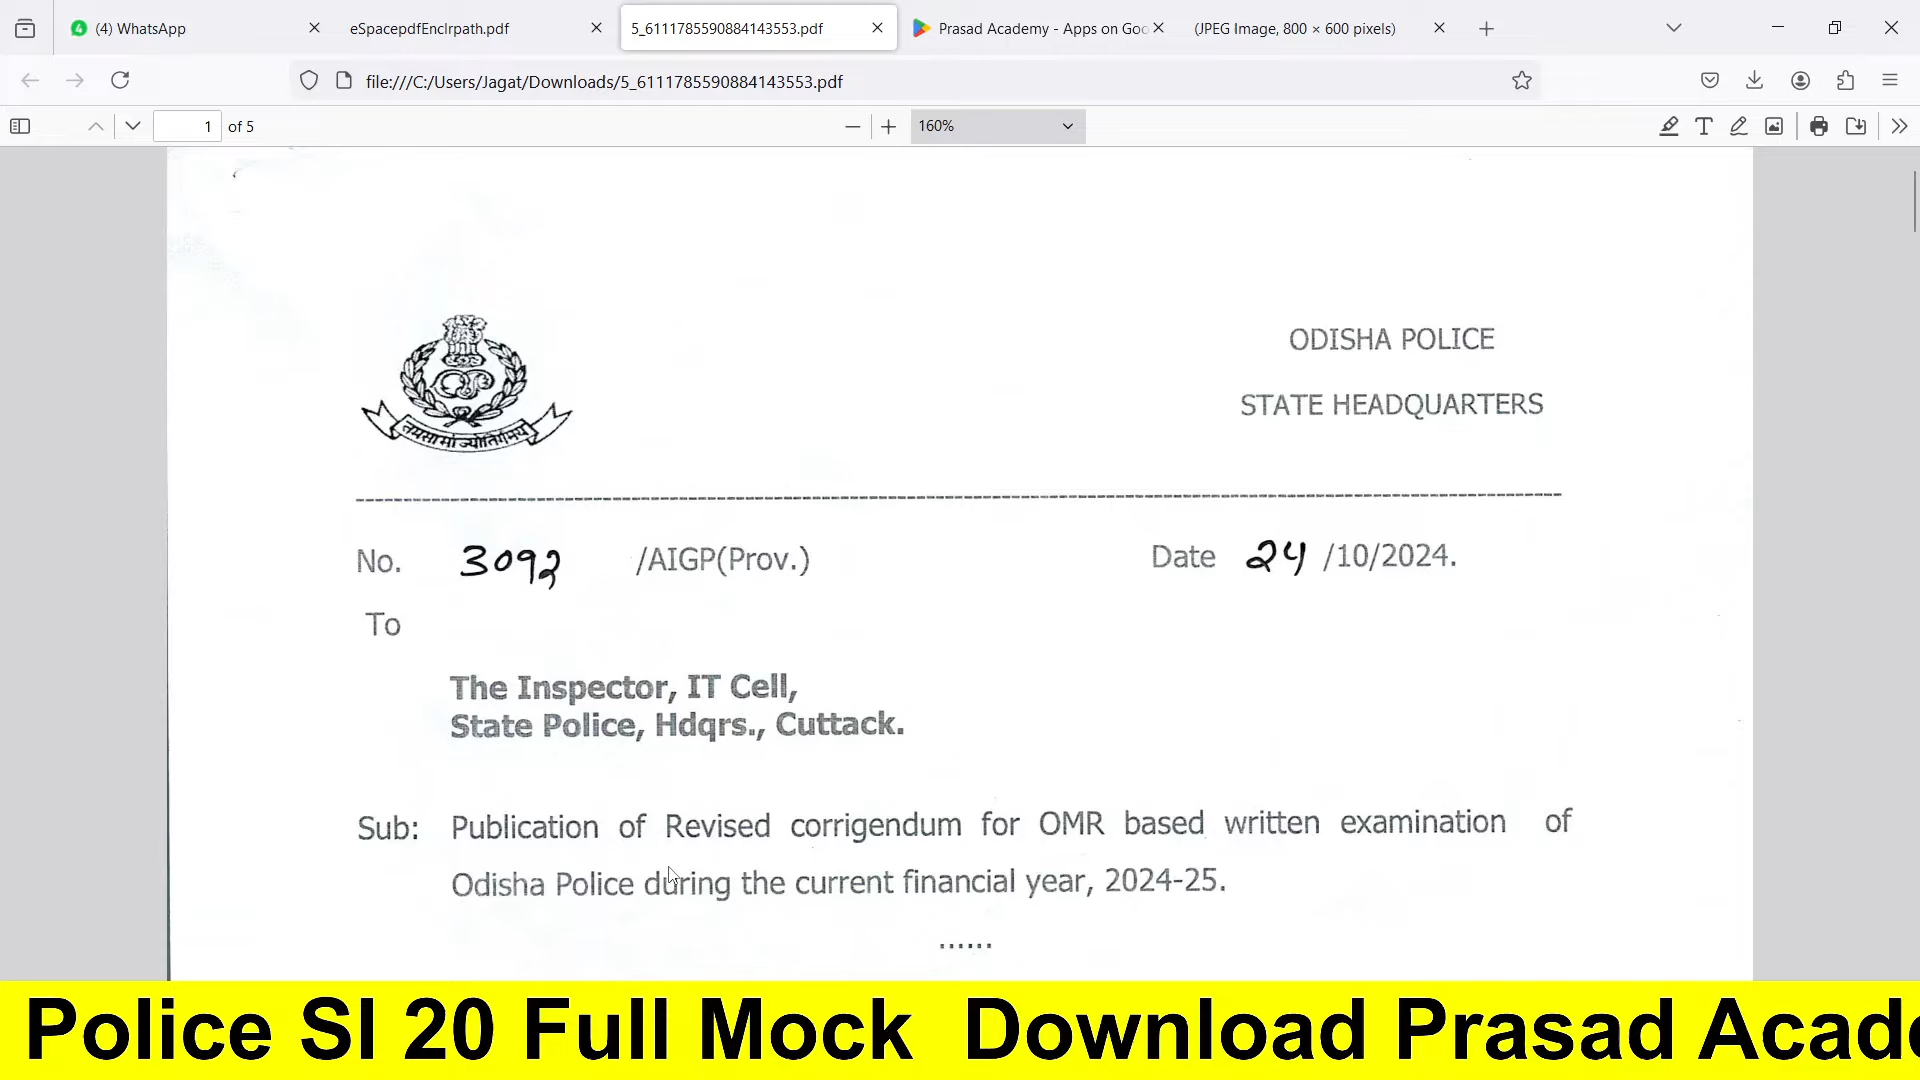 (4) WhatsApp
eSpacepdfEnclrpath.pdf
5_6111785590884143553.pdf
Prasad Academy - Apps on Goo
(JPEG Image, 800 × 600 pixels)
file:///C:/Users/Jagat/Downloads/5_6111785590884143553.pdf
1 of 5
160%
ODISHA POLICE
STATE HEADQUARTERS
तमसो मा ज्योतिर्गमय
No. 3092 /AIGP(Prov.) Date 24 /10/2024.
To
The Inspector, IT Cell,
State Police, Hdqrs., Cuttack.
Sub: Publication of Revised corrigendum for OMR based written examination of
Odisha Police during the current financial year, 2024-25.
......
Police SI 20 Full Mock Download Prasad Acade